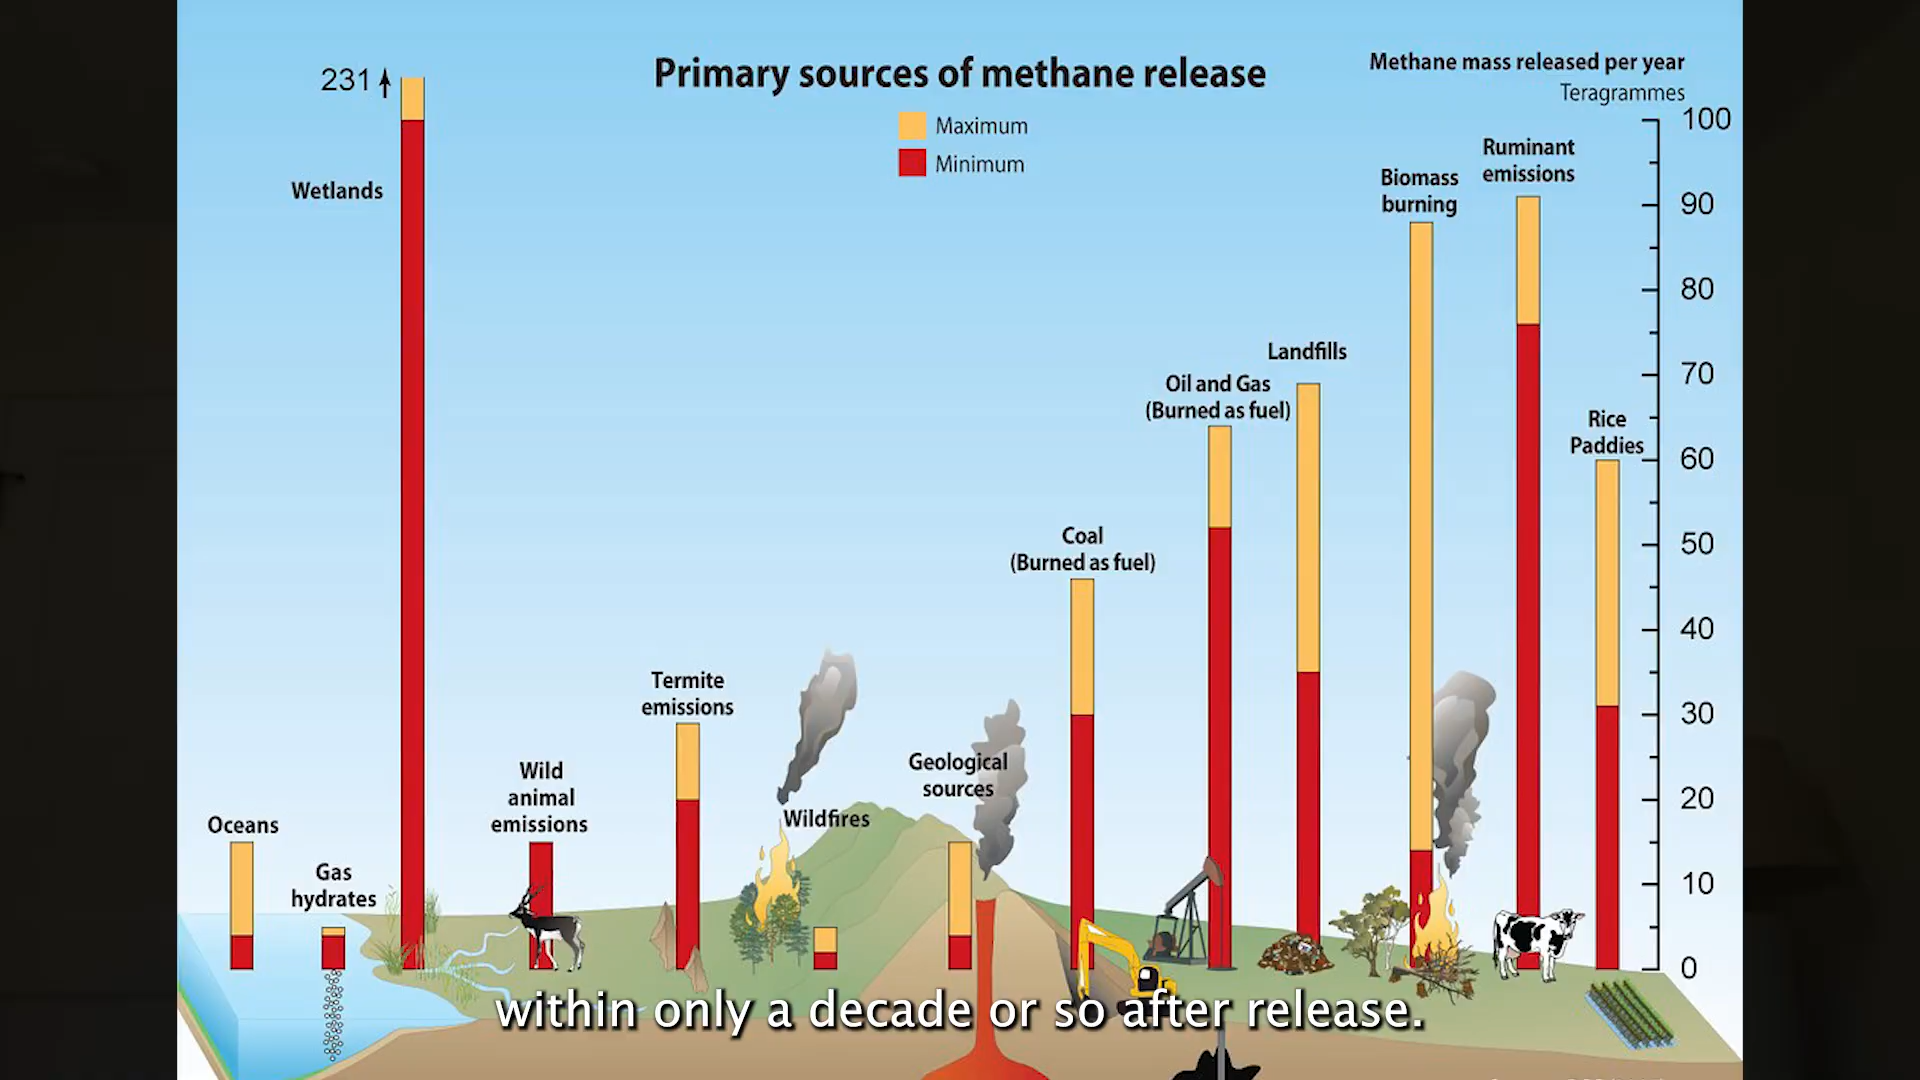 Primary sources of methane release
Maximum
Minimum
Methane mass released per year
Teragrammes
231
Wetlands
Oceans
Gas
hydrates
Wild
animal
emissions
Termite
emissions
Wildfires
Geological
sources
Coal
(Burned as fuel)
Oil and Gas
(Burned as fuel)
Landfills
Biomass
burning
Ruminant
emissions
Rice
Paddies
100
90
80
70
60
50
40
30
20
10
0
within only a decade or so after release.